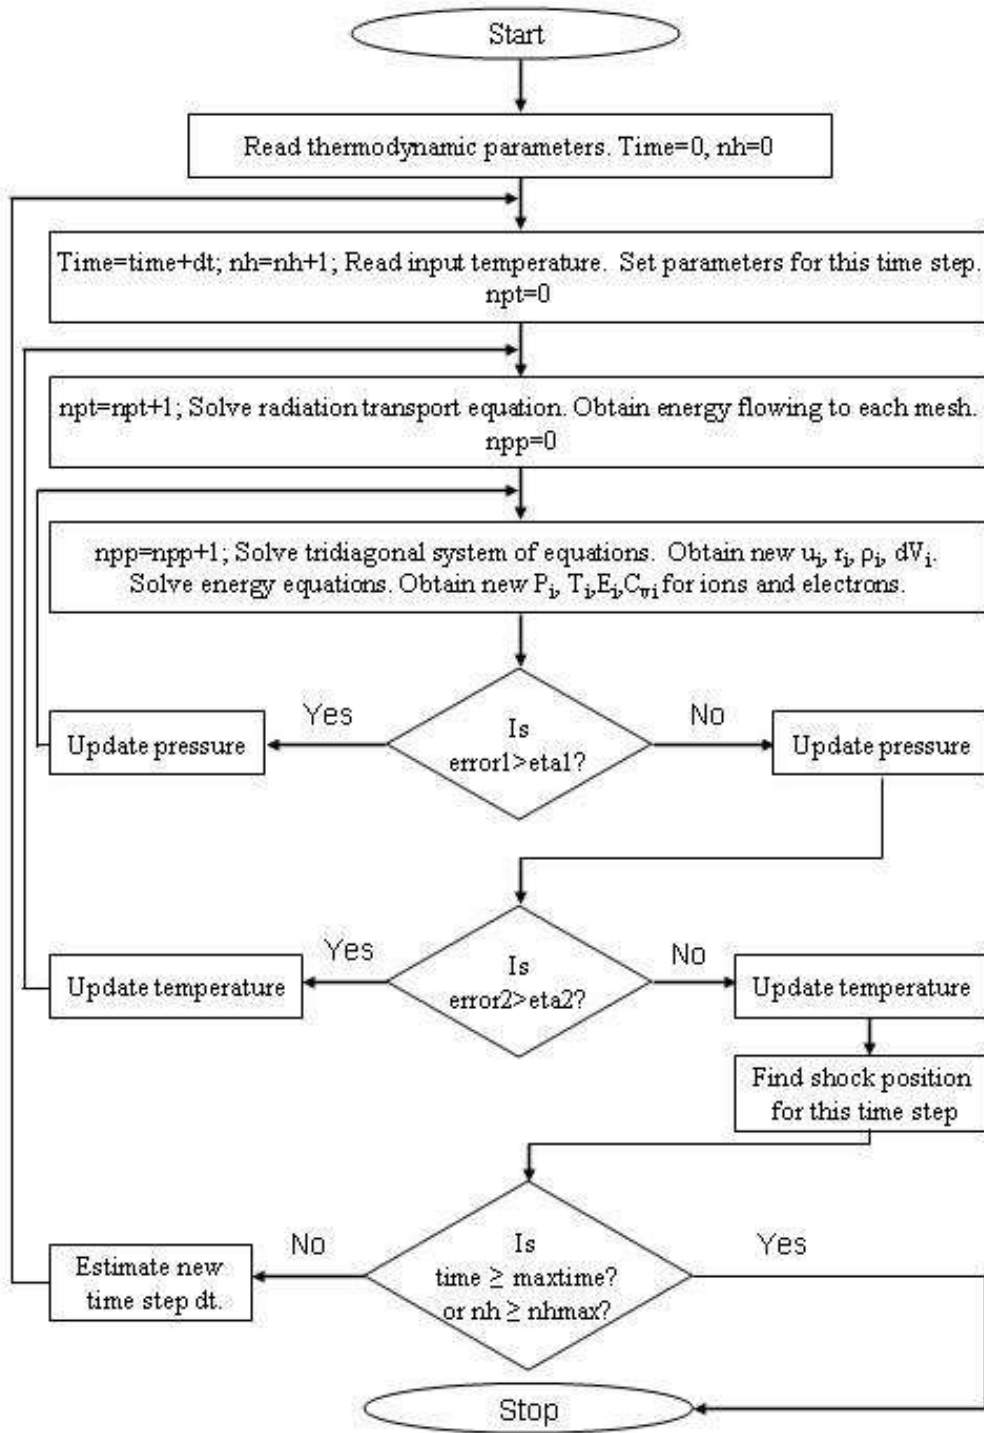 Start
Read thermodynamic parameters. Time=0, nh=0
Time=time+dt; nh=nh+1; Read input temperature. Set parameters for this time step.
npt=0
npt=npt+1; Solve radiation transport equation. Obtain energy flowing to each mesh.
npp=0
npp=npp+1; Solve tridiagonal system of equations. Obtain new uᵢ, rᵢ, ρᵢ, dVᵢ.
Solve energy equations. Obtain new Pᵢ, Tᵢ,Eᵢ,Cᵥᵢ for ions and electrons.
Yes
No
Update pressure
Is
error1>eta1?
Update pressure
Yes
No
Update temperature
Is
error2>eta2?
Update temperature
Find shock position
for this time step
No
Yes
Estimate new
time step dt.
Is
time ≥ maxtime?
or nh ≥ nhmax?
Stop